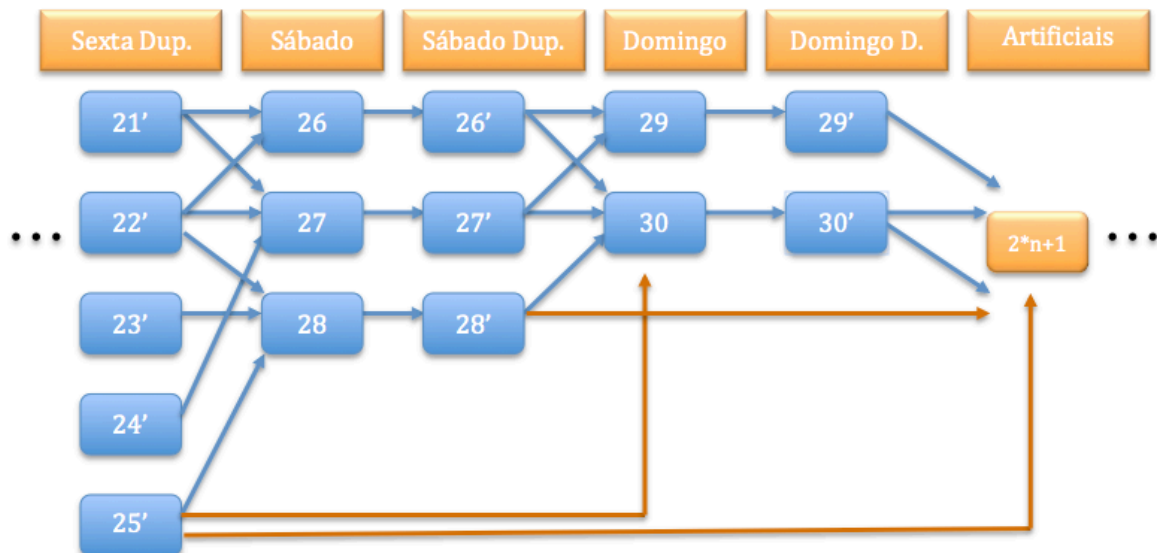 Sexta Dup. Sábado Sábado Dup. Domingo Domingo D. Artificiais
21’ 26 26’ 29 29’
22’ 27 27’ 30 30’
... 2*n+1 ...
23’ 28 28’
24’
25’